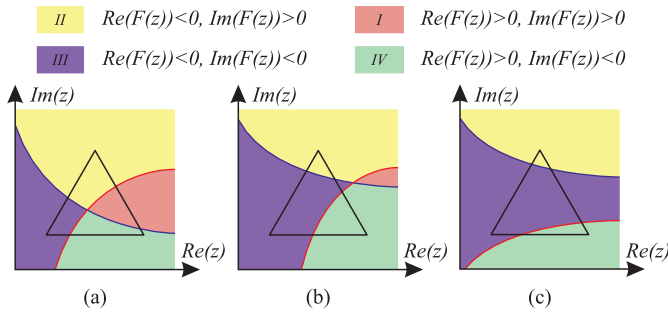 II Re(F(z))<0, Im(F(z))>0 I Re(F(z))>0, Im(F(z))>0
III Re(F(z))<0, Im(F(z))<0 IV Re(F(z))>0, Im(F(z))<0
Im(z) Im(z) Im(z)
Re(z) Re(z) Re(z)
(a) (b) (c)